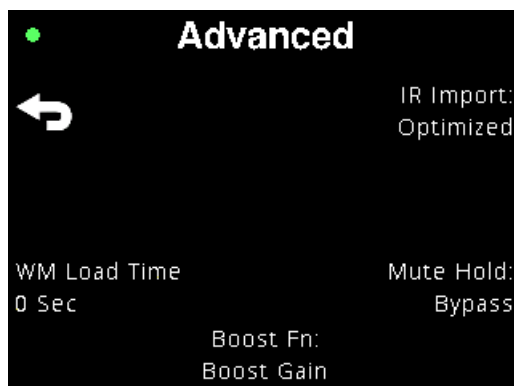 Advanced
IR Import:
Optimized
WM Load Time
0 Sec
Mute Hold:
Bypass
Boost Fn:
Boost Gain